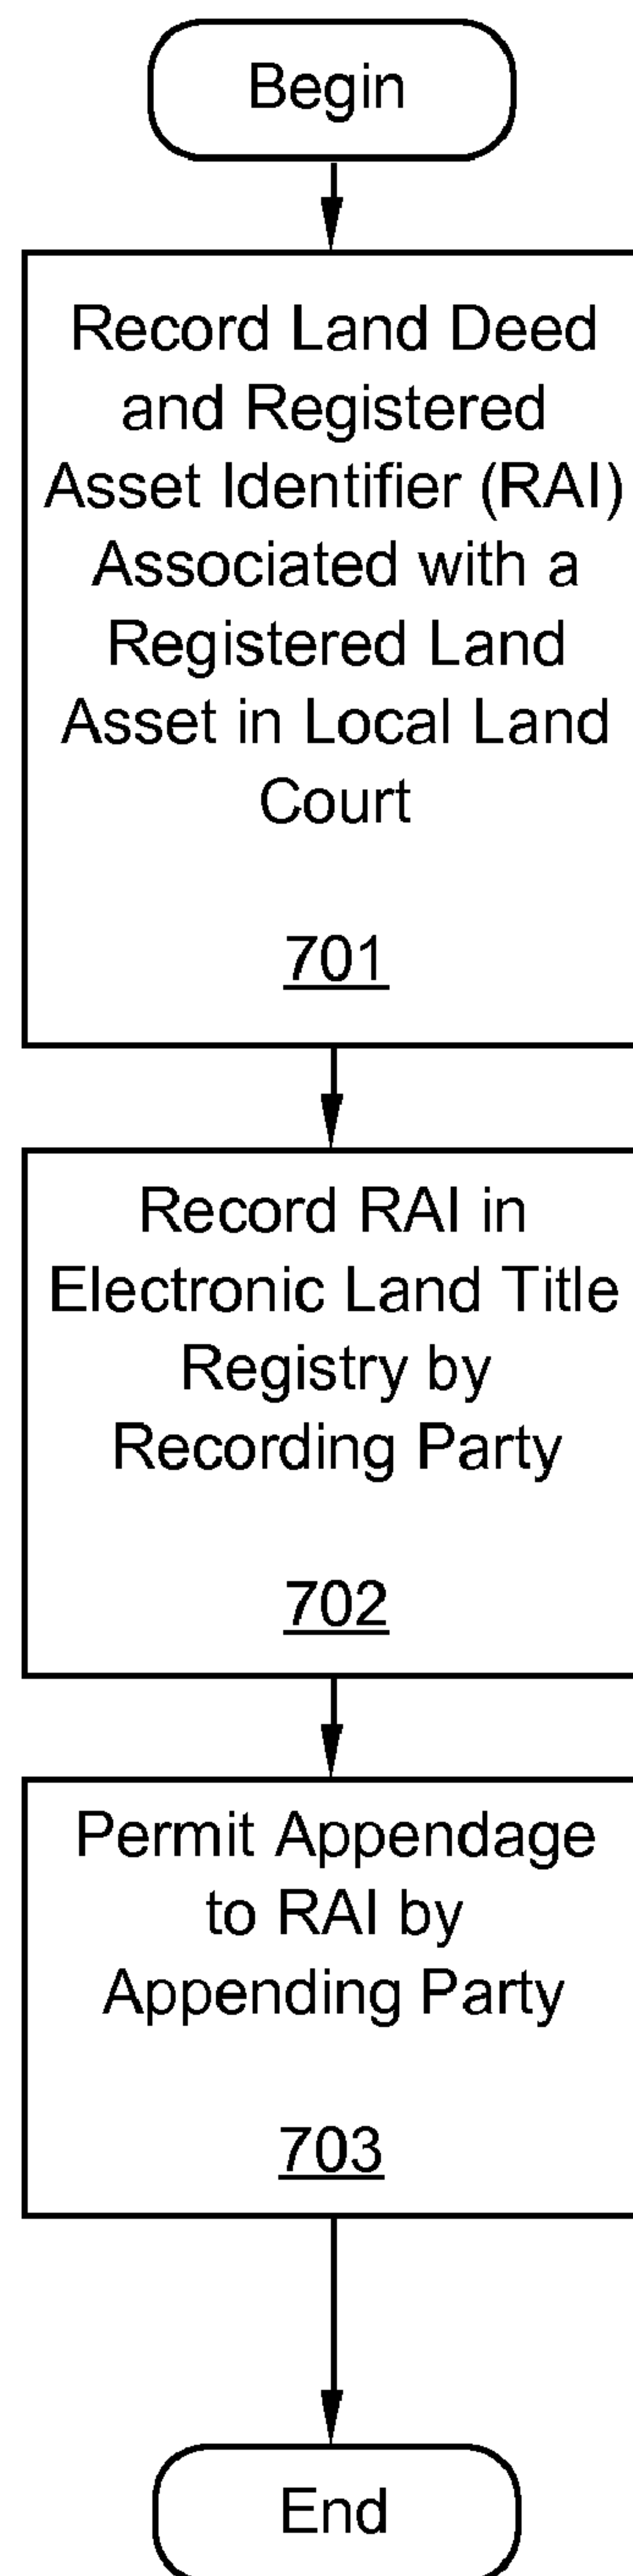 Begin
Record Land Deed
and Registered
Asset Identifier (RAI)
Associated with a
Registered Land
Asset in Local Land
Court
701
Record RAI in
Electronic Land Title
Registry by
Recording Party
702
Permit Appendage
to RAI by
Appending Party
703
End